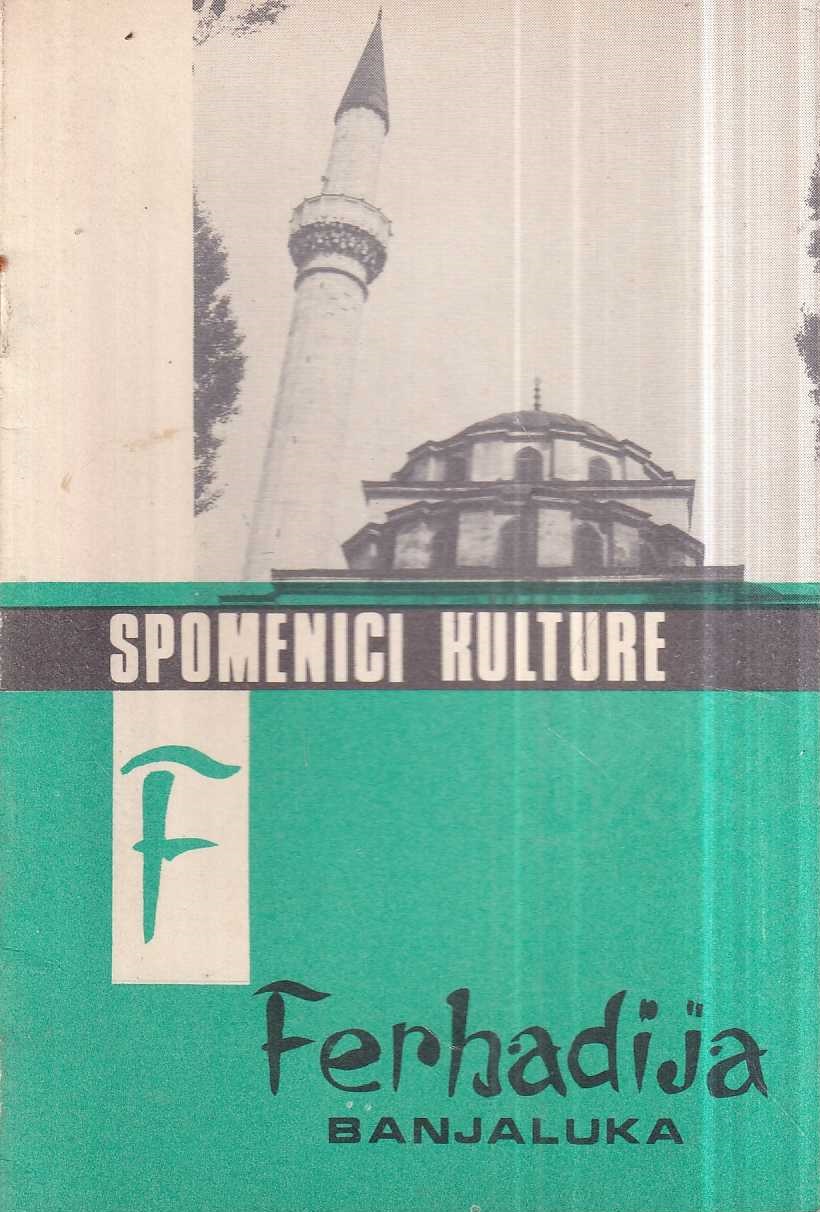 SPOMENICI KULTURE
F
Ferhadija
BANJALUKA